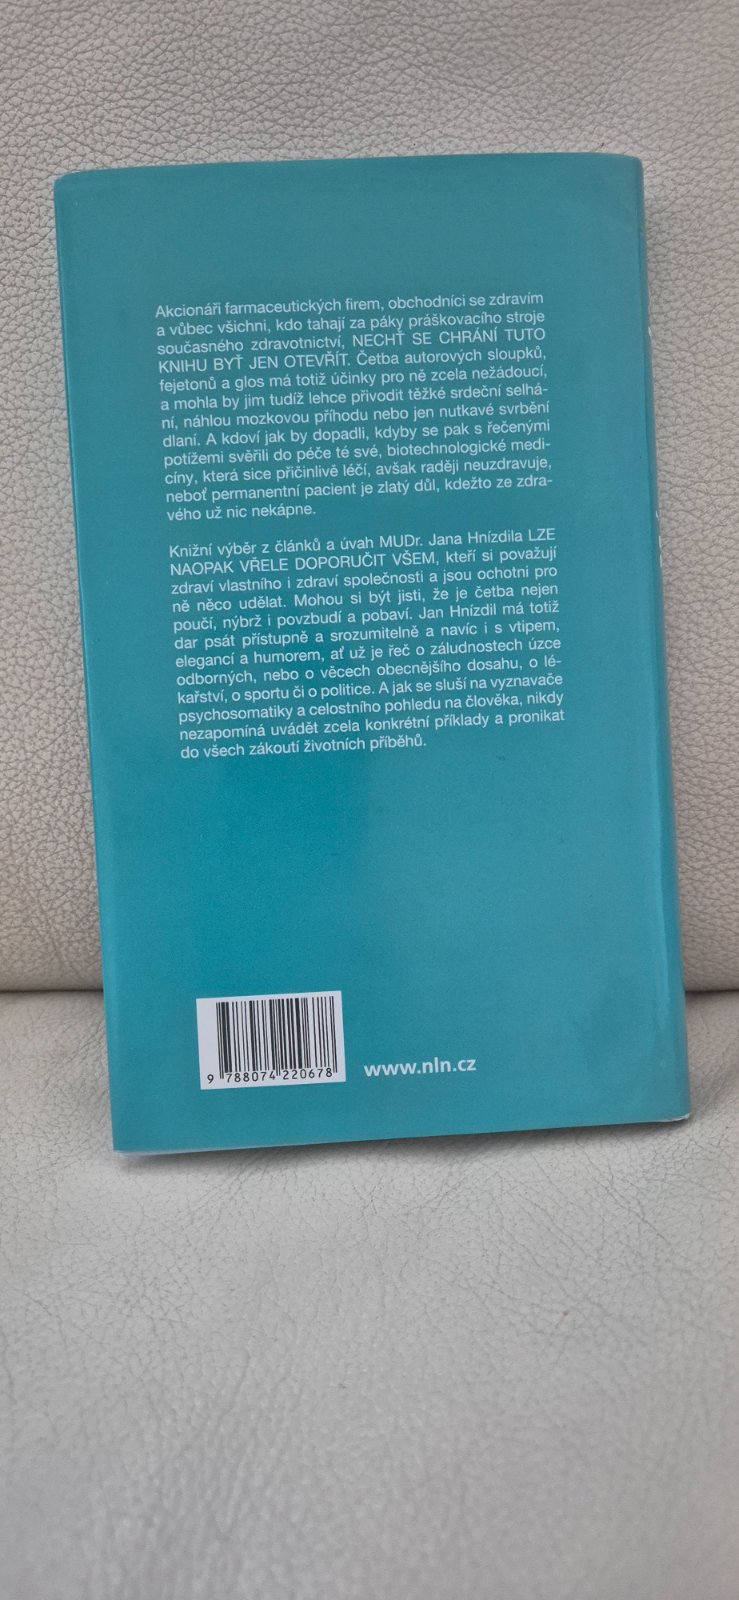 Akcionáři farmaceutických firem, obchodníci se zdravím
a vůbec všichni, kdo tahají za páky práškovacího stroje
současného zdravotnictví, NECHŤ SE CHRÁNÍ TUTO
KNIHU BYŤ JEN OTEVŘÍT. Četba autorových sloupků,
fejetonů a glos má totiž účinky pro ně zcela nežádoucí,
a mohla by jim tudíž lehce přivodit těžké srdeční selhá-
ní, náhlou mozkovou příhodu nebo jen nutkavé svrbění
dlaní. A kdoví jak by dopadli, kdyby se pak s řečenými
potížemi svěřili do péče té své, biotechnologické medi-
cíny, která sice přičinlivě léčí, avšak raději neuzdravuje,
neboť permanentní pacient je zlatý důl, kdežto ze zdra-
vého už nic nekápne.
Knižní výběr z článků a úvah MUDr. Jana Hnízdila LZE
NAOPAK VŘELE DOPORUČIT VŠEM, kteří si považují
zdraví vlastního i zdraví společnosti a jsou ochotni pro
ně něco udělat. Mohou si být jisti, že je četba nejen
poučí, nýbrž i povzbudí a pobaví. Jan Hnízdil má totiž
dar psát přístupně a srozumitelně a navíc i s vtipem,
elegancí a humorem, ať už je řeč o záludnostech úzce
odborných, nebo o věcech obecnějšího dosahu, o lé-
kařství, o sportu či o politice. A jak se sluší na vyznavače
psychosomatiky a celostního pohledu na člověka, nikdy
nezapomíná uvádět zcela konkrétní příklady a pronikat
do všech zákoutí životních příběhů.
9 788074 220678
www.nln.cz